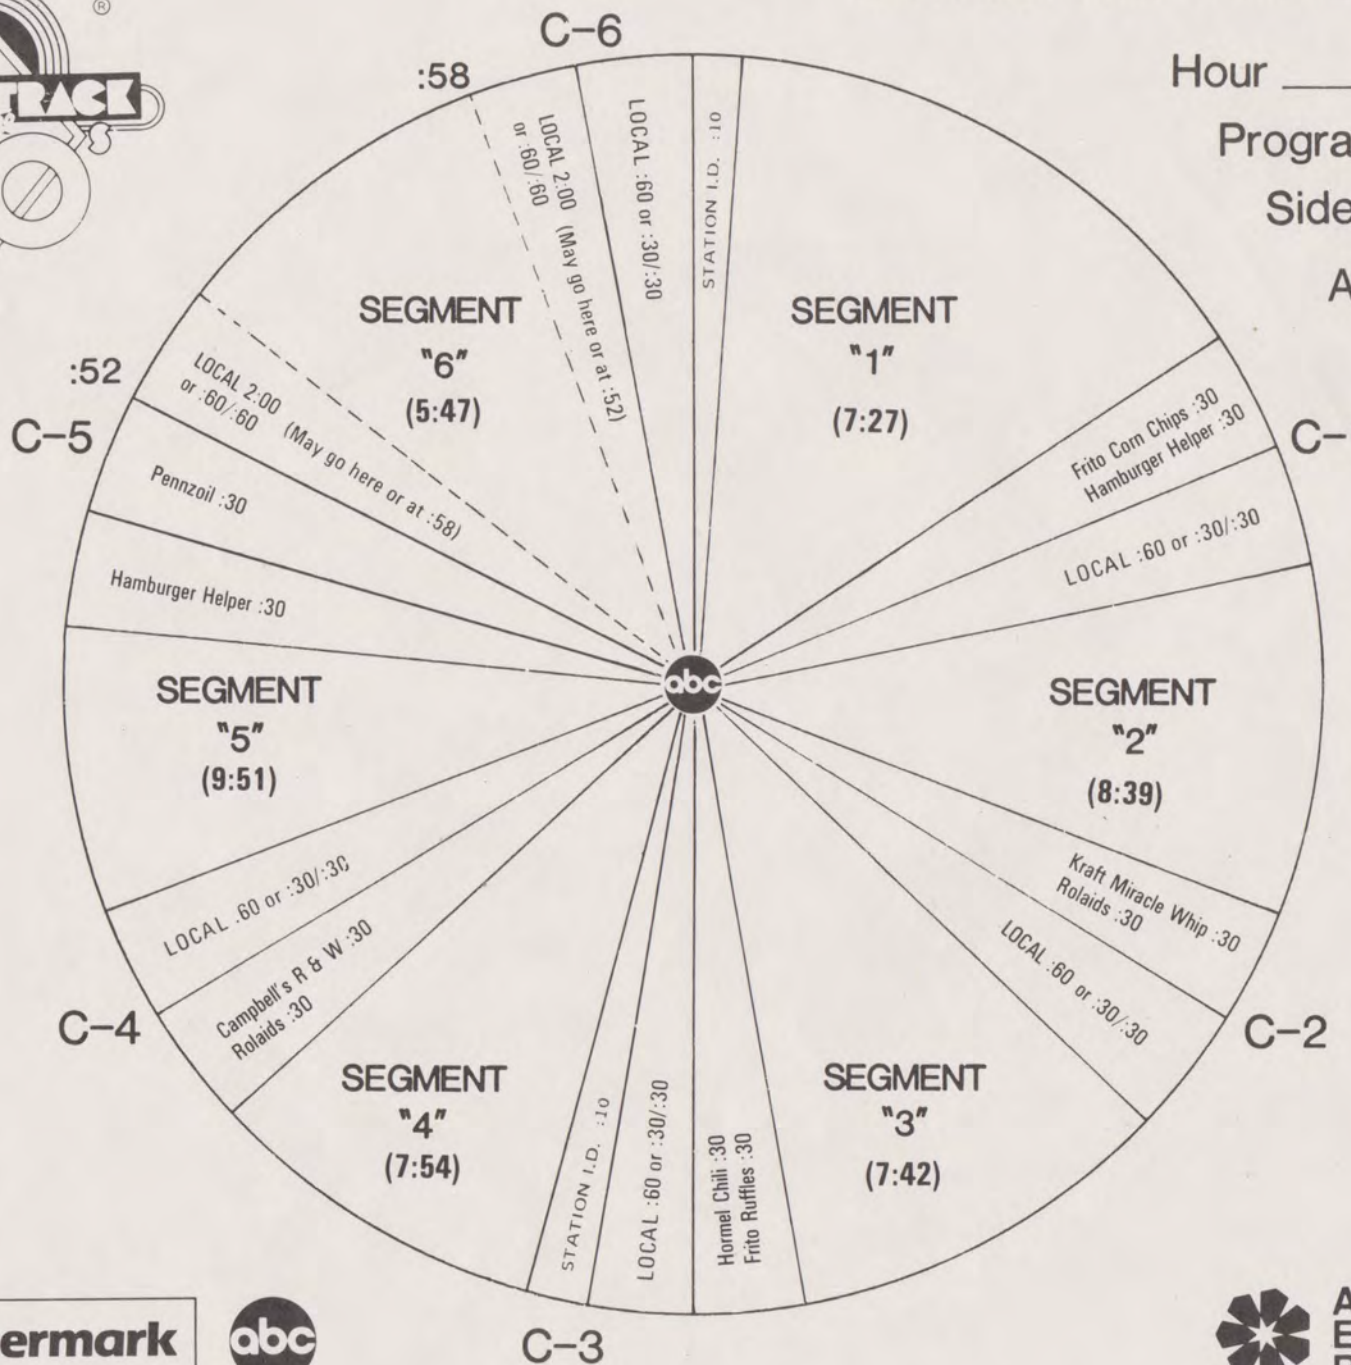 ®
TRACK
S
C-6
:58
Hour
Progra
Side
A
LOCAL 2:00 (May go here or at :52)
or :60/:60
LOCAL :60 or :30/:30
STATION I.D. :10
SEGMENT
"6"
(5:47)
SEGMENT
"1"
(7:27)
:52
C-5
LOCAL 2:00 (May go here or at :58)
or :60/:60
Frito Corn Chips :30
Hamburger Helper :30
C-
Pennzoil :30
LOCAL :60 or :30/:30
Hamburger Helper :30
abc
SEGMENT
"5"
(9:51)
SEGMENT
"2"
(8:39)
LOCAL :60 or :30/:30
Kraft Miracle Whip :30
Rolaids :30
Campbell's R & W :30
Rolaids :30
LOCAL :60 or :30/:30
C-4
C-2
SEGMENT
"4"
(7:54)
SEGMENT
"3"
(7:42)
STATION I.D. :10
LOCAL :60 or :30/:30
Hormel Chili :30
Frito Ruffles :30
C-3
ermark
abc
A
E